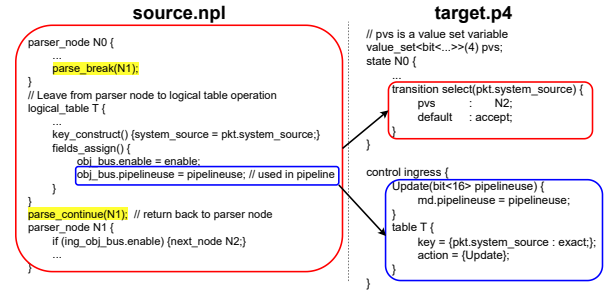 source.npl
parser_node N0 {
...
parse_break(N1);
}
// Leave from parser node to logical table operation
logical_table T {
...
key_construct() {system_source = pkt.system_source;}
fields_assign() {
obj_bus.enable = enable;
obj_bus.pipelineuse = pipelineuse; // used in pipeline
}
}
parse_continue(N1); // return back to parser node
parser_node N1 {
if (ing_obj_bus.enable) {next_node N2;}
...
}
target.p4
// pvs is a value set variable
value_set<bit<...>>(4) pvs;
state N0 {
...
transition select(pkt.system_source) {
pvs : N2;
default : accept;
}
}
control ingress {
Update(bit<16> pipelineuse) {
md.pipelineuse = pipelineuse;
}
table T {
key = {pkt.system_source : exact;};
action = {Update};
}
}